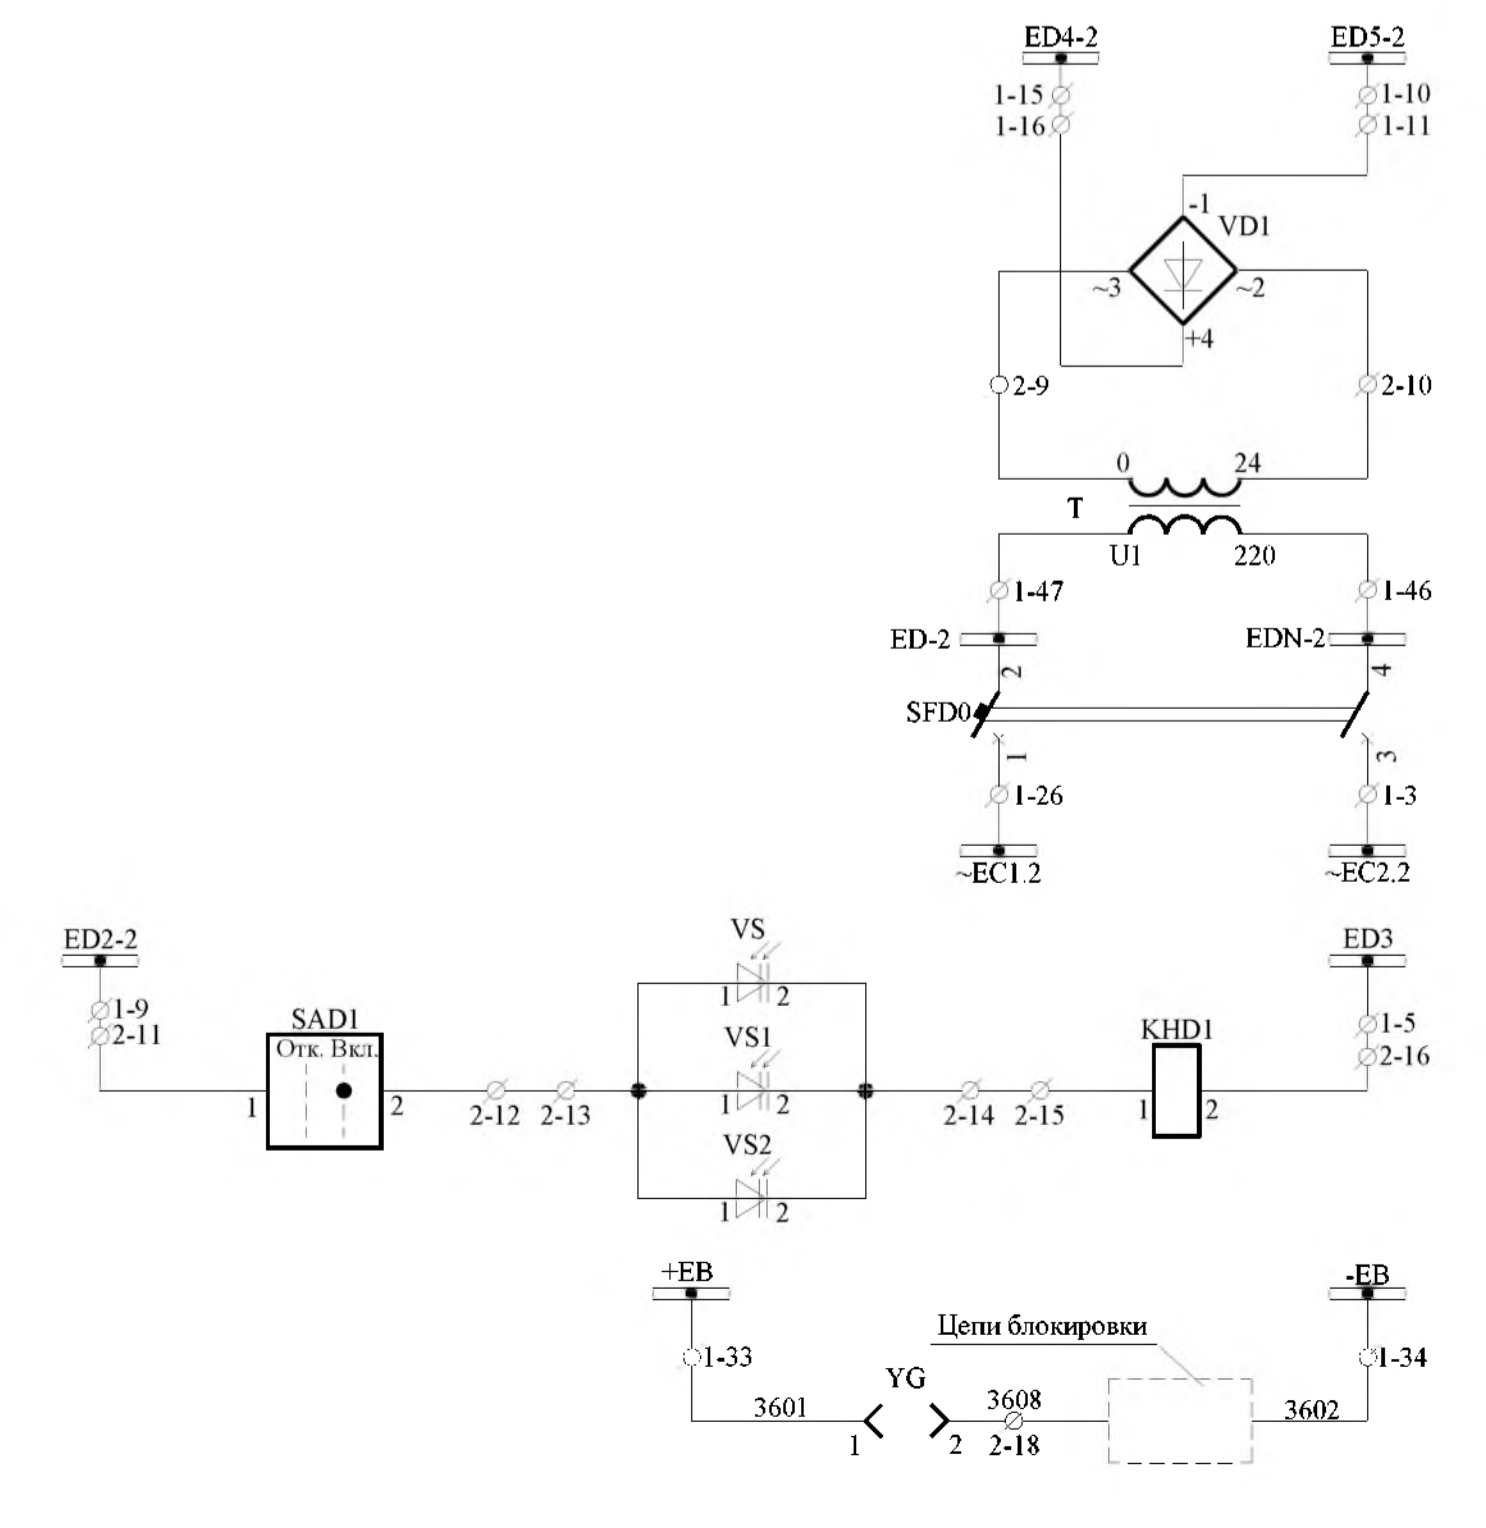 ED4-2 ED5-2
1-15 1-10
1-16 1-11
-1
VD1
~3 ~2
+4
2-9 2-10
0 24
T
U1 220
1-47 1-46
ED-2 EDN-2
2 4
SFD0
1 3
1-26 1-3
~EC1.2 ~EC2.2
VS
ED2-2 ED3
1 2
1-9 1-5
SAD1 VS1 KHD1
2-11 Отк. Вкл. 2-16
1 2 1 2 1 2
2-12 2-13 2-14 2-15
VS2
1 2
+EB -EB
Цепи блокировки
1-33 1-34
YG
3601 3608 3602
1 2 2-18